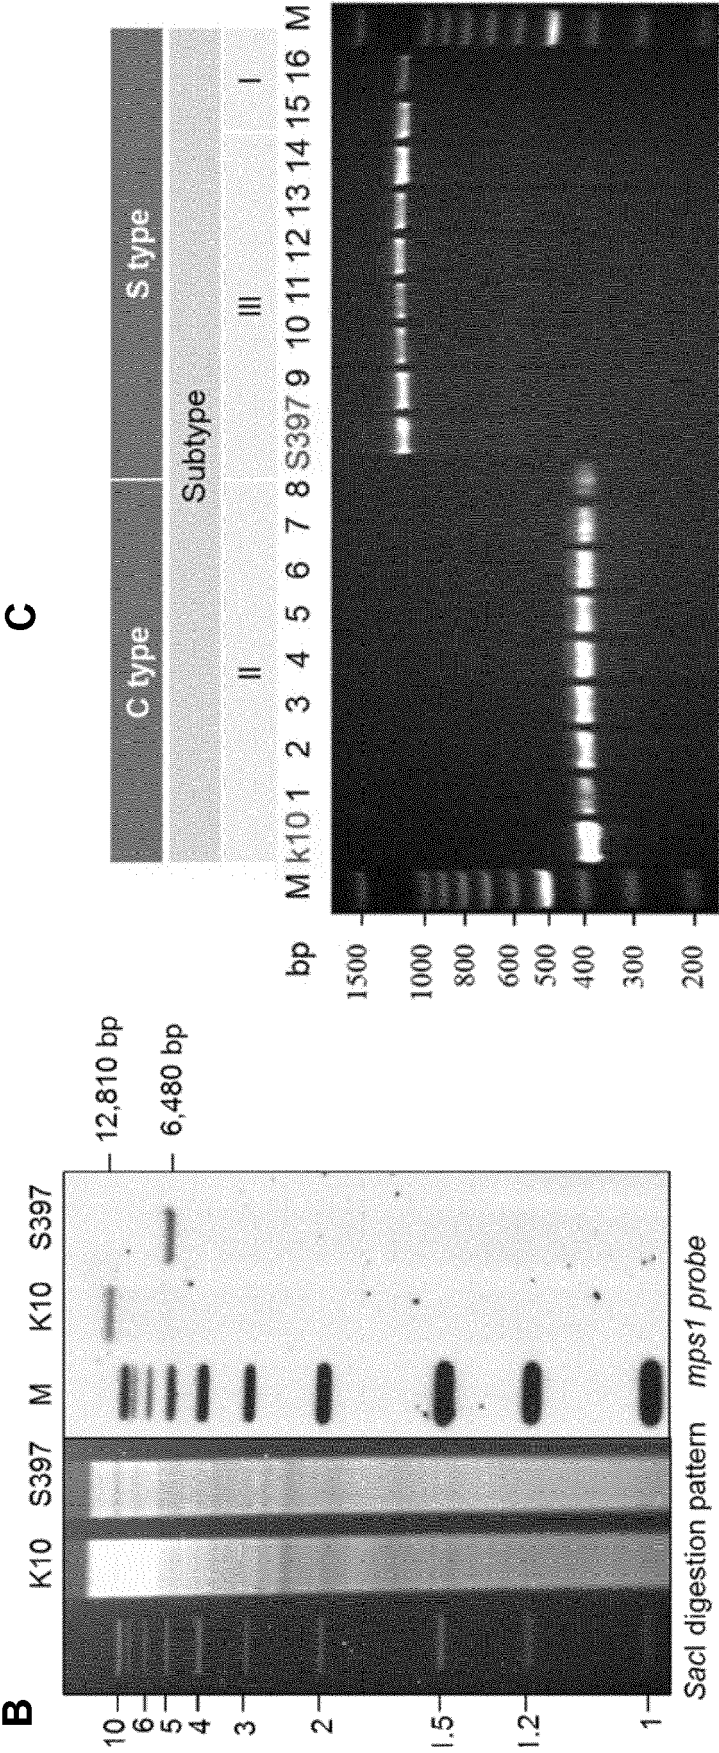 B
K10 S397 M K10 S397
10
6
5
4
3
2
1.5
1.2
1
12,810 bp
6,480 bp
SacI digestion pattern mps1 probe
C
C type S type
Subtype
II III I
bp M k10 1 2 3 4 5 6 7 8 S397 9 10 11 12 13 14 15 16 M
1500
1000
800
600
500
400
300
200